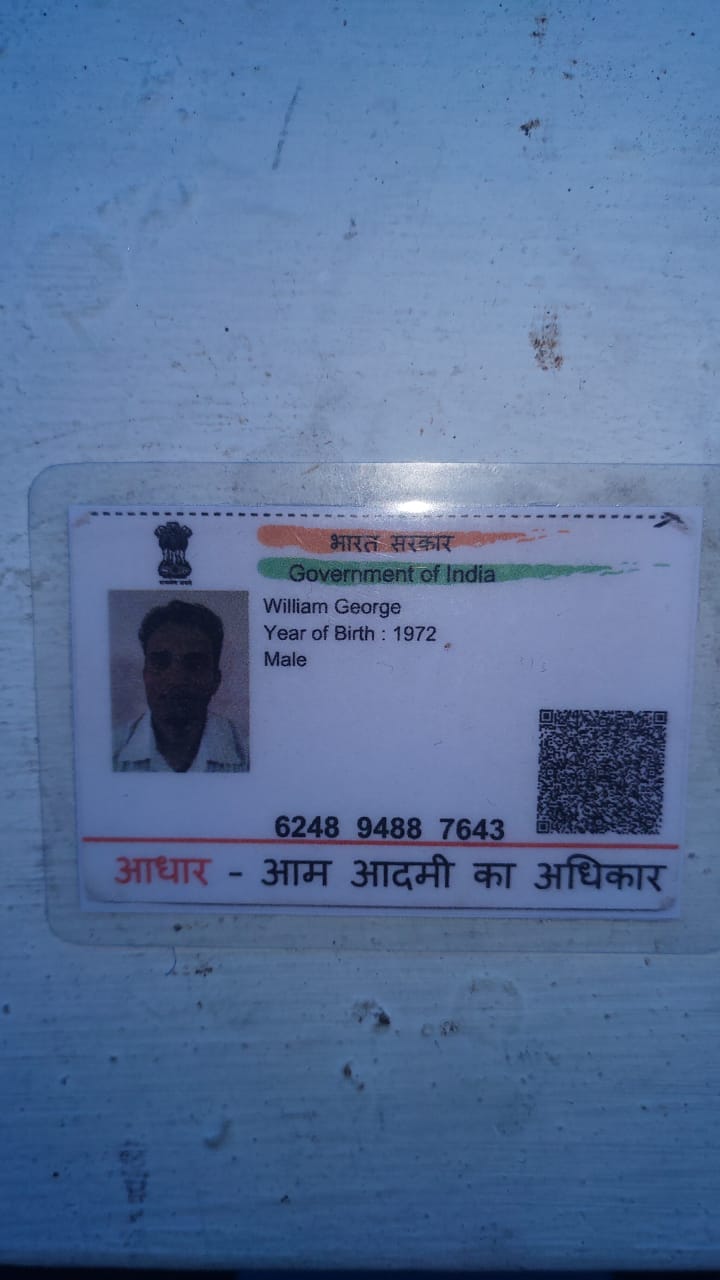 भारत सरकार
Government of India
William George
Year of Birth : 1972
Male
6248 9488 7643
आधार - आम आदमी का अधिकार